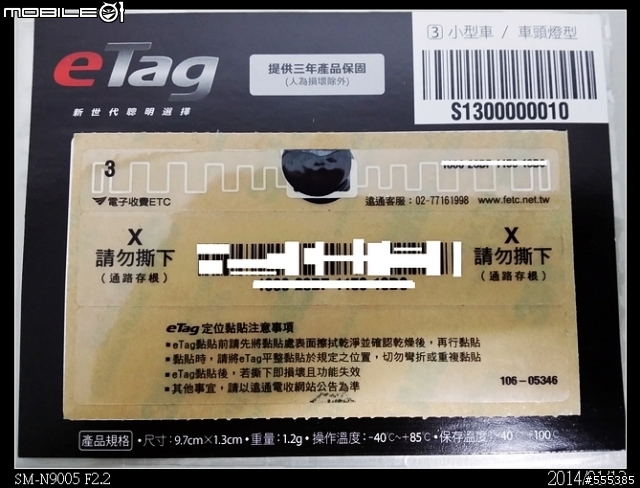 MOBILE01
eTag
新世代聰明選擇
提供三年產品保固
(人為損壞除外)
3 小型車 / 車頭燈型
S1300000010
3
電子收費ETC
遠通客服：02-77161998 www.fetc.net.tw
X
請勿撕下
(通路存根)
X
請勿撕下
(通路存根)
eTag 定位黏貼注意事項
■eTag黏貼前請先將黏貼處表面擦拭乾淨並確認乾燥後，再行黏貼
■黏貼時，請將eTag平整黏貼於規定之位置，切勿彎折或重複黏貼
■eTag黏貼後，若撕下即損壞且功能失效
■其他事宜，請以遠通電收網站公告為準
106-05346
產品規格 •尺寸：9.7cm×1.3cm •重量：1.2g •操作溫度：-40℃~+85℃ •保存溫度：-40 +100℃
SM-N9005 F2.2
#555385